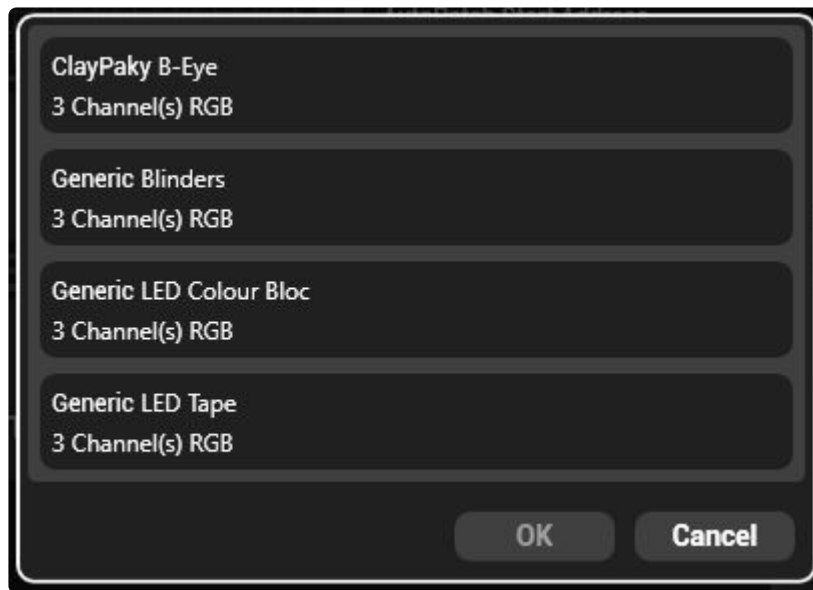 ClayPaky B-Eye
3 Channel(s) RGB
Generic Blinders
3 Channel(s) RGB
Generic LED Colour Bloc
3 Channel(s) RGB
Generic LED Tape
3 Channel(s) RGB
OK
Cancel